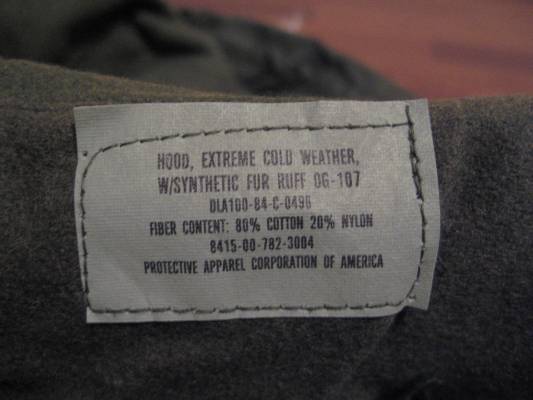 HOOD, EXTREME COLD WEATHER,
W/SYNTHETIC FUR RUFF OG-107
DLA100-84-C-0496
FIBER CONTENT: 80% COTTON 20% NYLON
8415-00-782-3004
PROTECTIVE APPAREL CORPORATION OF AMERICA